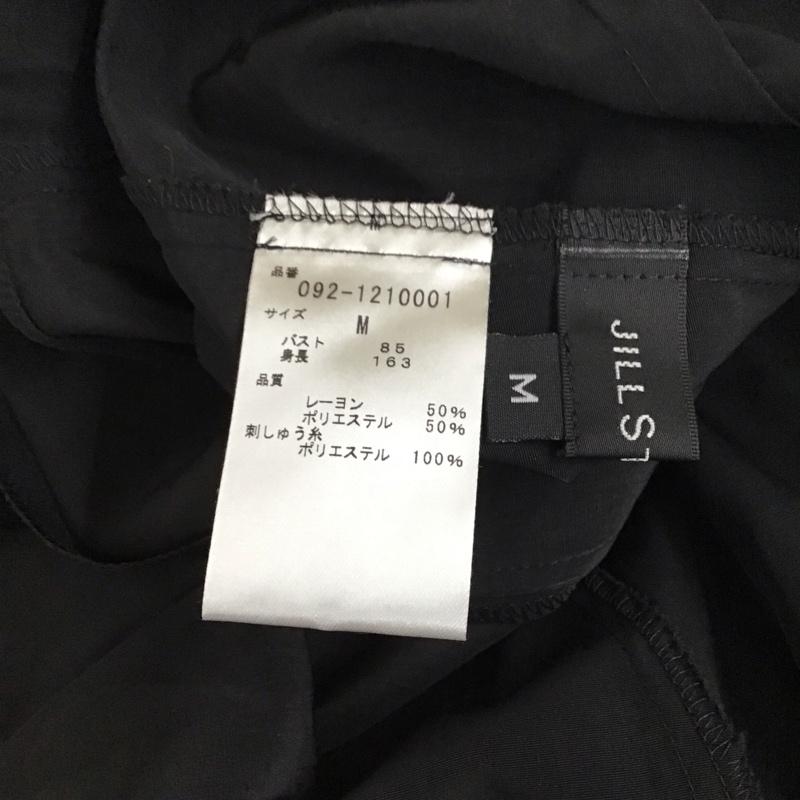 品番
092-1210001
サイズ
M
バスト 85
身長 163
品質
レーヨン 50%
ポリエステル 50%
刺しゅう糸
ポリエステル 100%
M
JILL ST